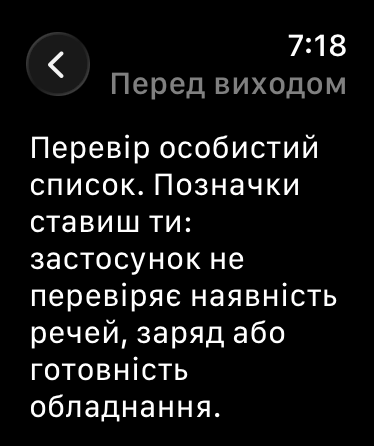 7:18
Перед виходом
Перевір особистий
список. Позначки
ставиш ти:
застосунок не
перевіряє наявність
речей, заряд або
готовність
обладнання.